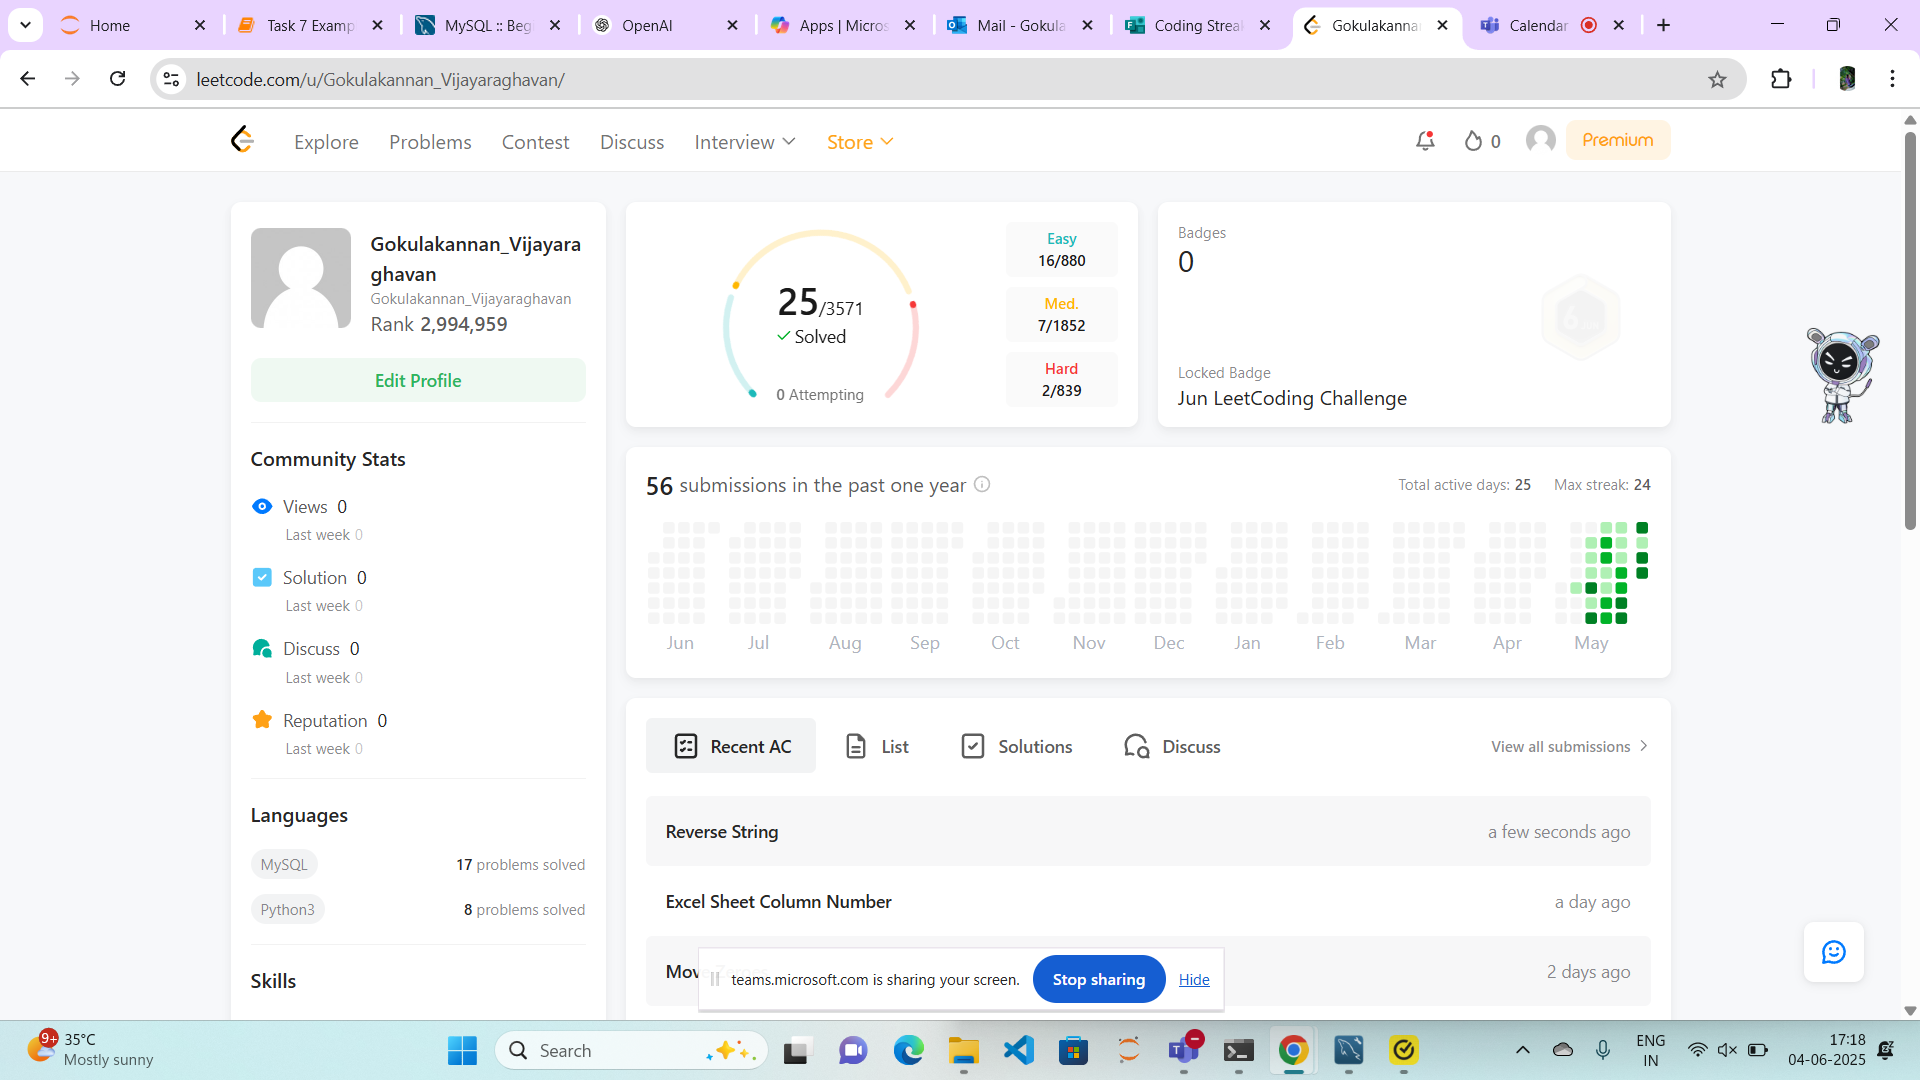 Home
Task 7 Examp
MySQL :: Beg
OpenAI
Apps | Micros
Mail - Gokula
Coding Streak
Gokulakannan
Calendar
leetcode.com/u/Gokulakannan_Vijayaraghavan/
Explore
Problems
Contest
Discuss
Interview
Store
0
Premium
Gokulakannan_Vijayara
ghavan
Gokulakannan_Vijayaraghavan
Rank 2,994,959
Edit Profile
Community Stats
Views 0
Last week 0
Solution 0
Last week 0
Discuss 0
Last week 0
Reputation 0
Last week 0
Languages
MySQL
17 problems solved
Python3
8 problems solved
Skills
25/3571
Solved
0 Attempting
Easy
16/880
Med.
7/1852
Hard
2/839
Badges
0
Locked Badge
Jun LeetCoding Challenge
56 submissions in the past one year
Total active days: 25
Max streak: 24
Jun
Jul
Aug
Sep
Oct
Nov
Dec
Jan
Feb
Mar
Apr
May
Recent AC
List
Solutions
Discuss
View all submissions
Reverse String
a few seconds ago
Excel Sheet Column Number
a day ago
2 days ago
teams.microsoft.com is sharing your screen.
Stop sharing
Hide
9+
35°C
Mostly sunny
Search
ENG
IN
17:18
04-06-2025